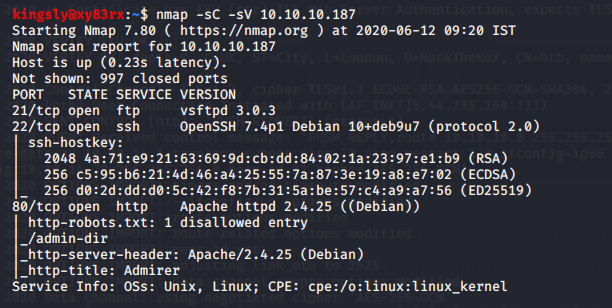 kingsly@xy83rx:~$ nmap -sC -sV 10.10.10.187
Starting Nmap 7.80 ( https://nmap.org ) at 2020-06-12 09:20 IST
Nmap scan report for 10.10.10.187
Host is up (0.23s latency).
Not shown: 997 closed ports
PORT   STATE SERVICE VERSION
21/tcp open  ftp     vsftpd 3.0.3
22/tcp open  ssh     OpenSSH 7.4p1 Debian 10+deb9u7 (protocol 2.0)
| ssh-hostkey:
|   2048 4a:71:e9:21:63:69:9d:cb:dd:84:02:1a:23:97:e1:b9 (RSA)
|   256 c5:95:b6:21:4d:46:a4:25:55:7a:87:3e:19:a8:e7:02 (ECDSA)
|_  256 d0:2d:dd:d0:5c:42:f8:7b:31:5a:be:57:c4:a9:a7:56 (ED25519)
80/tcp open  http    Apache httpd 2.4.25 ((Debian))
| http-robots.txt: 1 disallowed entry
|_/admin-dir
|_http-server-header: Apache/2.4.25 (Debian)
|_http-title: Admirer
Service Info: OSs: Unix, Linux; CPE: cpe:/o:linux:linux_kernel